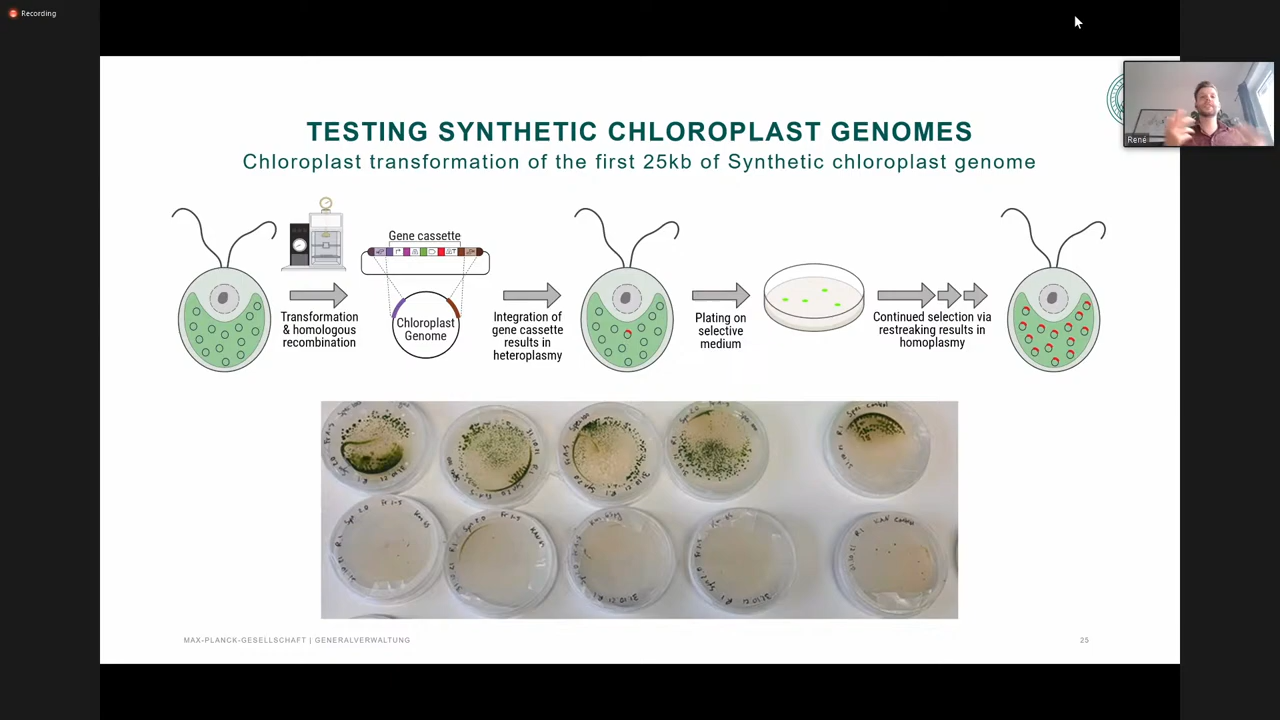 Recording
René
TESTING SYNTHETIC CHLOROPLAST GENOMES
Chloroplast transformation of the first 25kb of Synthetic chloroplast genome
Gene cassette
Chloroplast
Genome
Transformation
& homologous
recombination
Integration of
gene cassette
results in
heteroplasmy
Plating on
selective
medium
Continued selection via
restreaking results in
homoplasmy
MAX-PLANCK-GESELLSCHAFT | GENERALVERWALTUNG
25